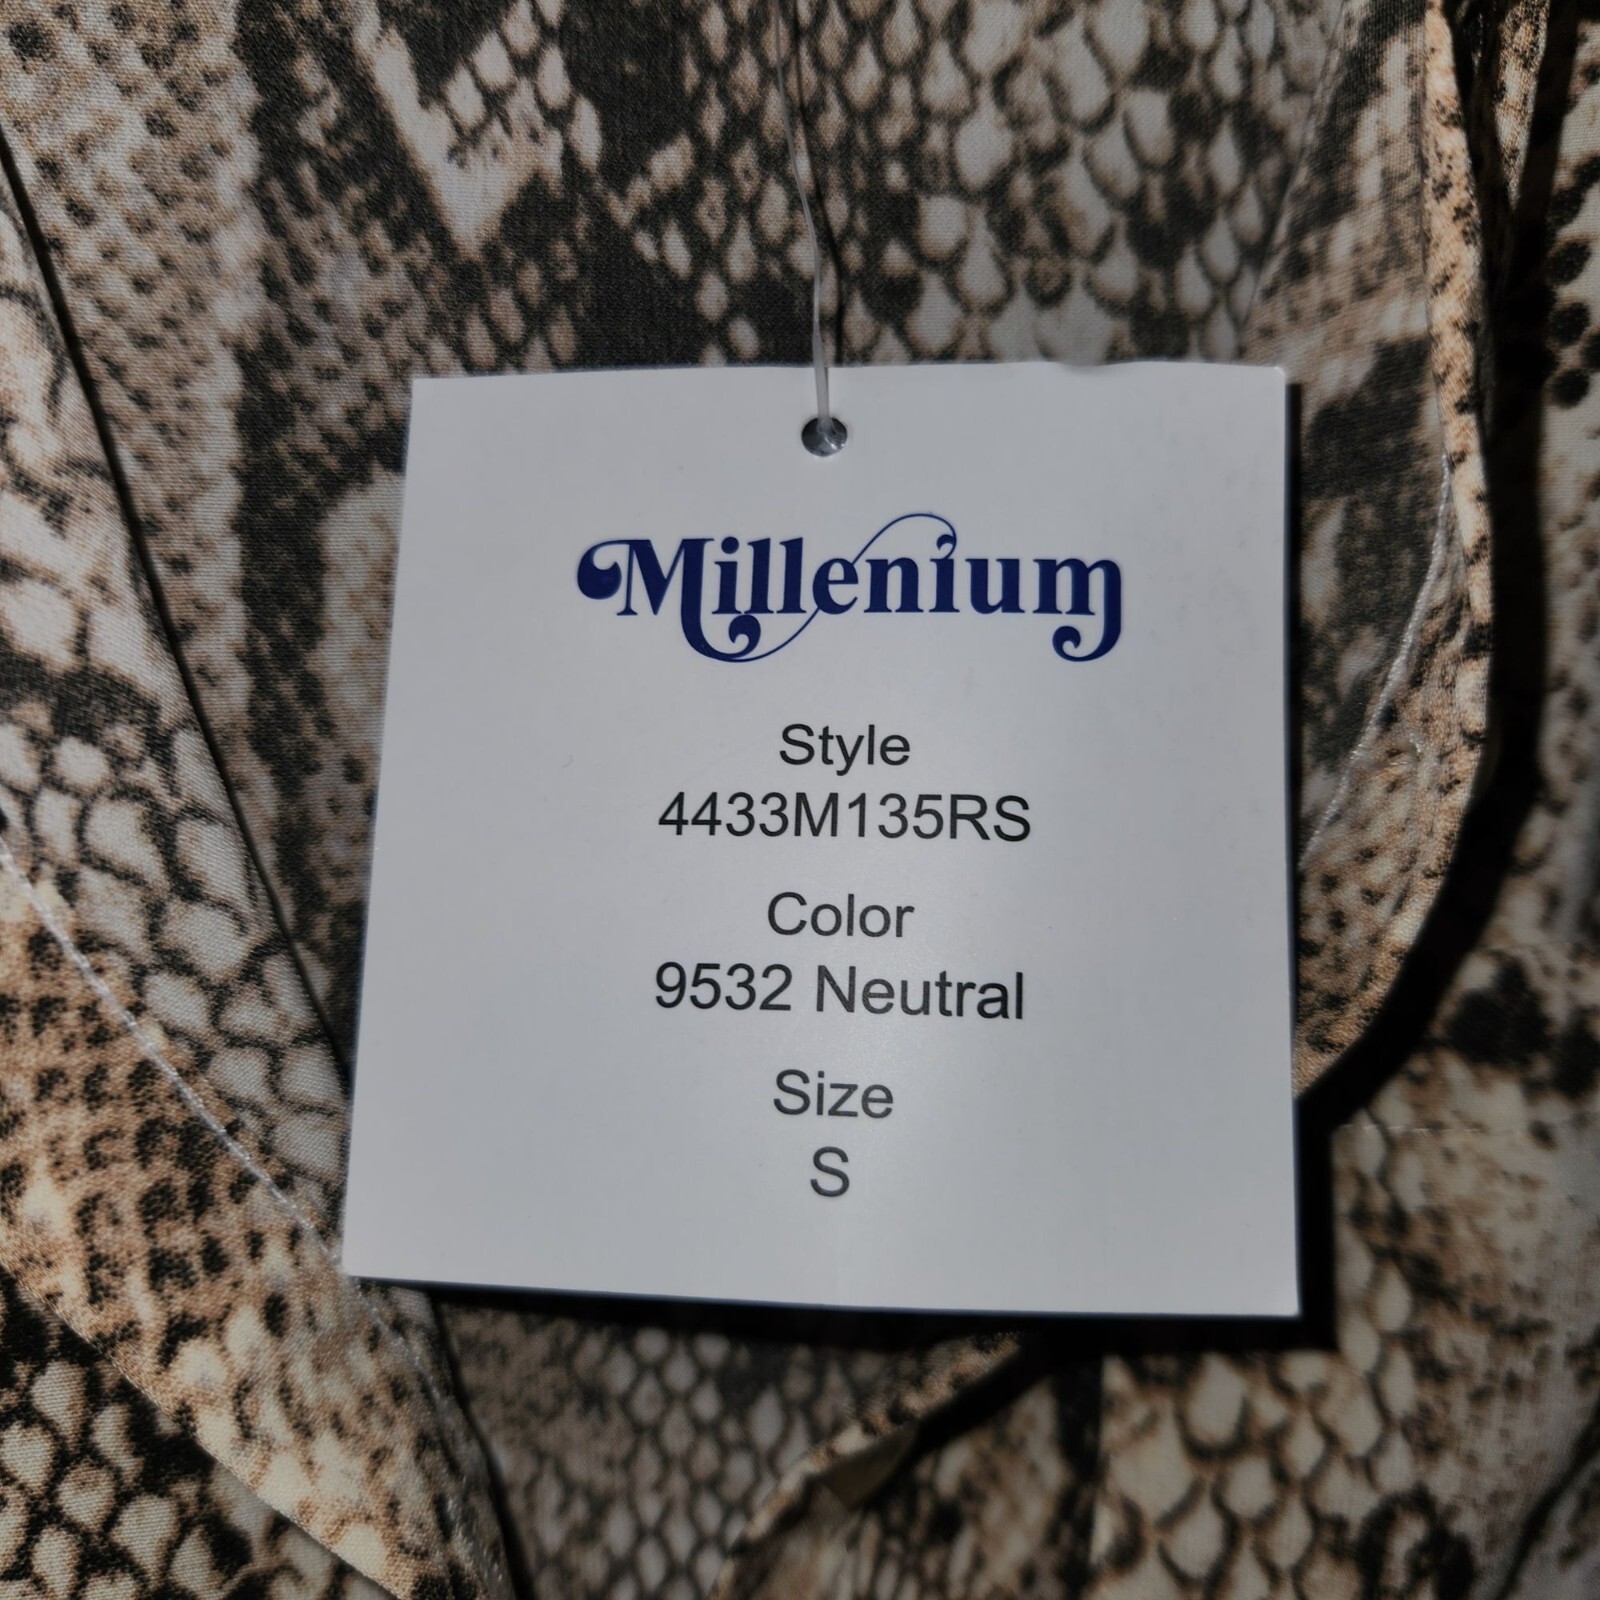 Millenium
Style
4433M135RS
Color
9532 Neutral
Size
S